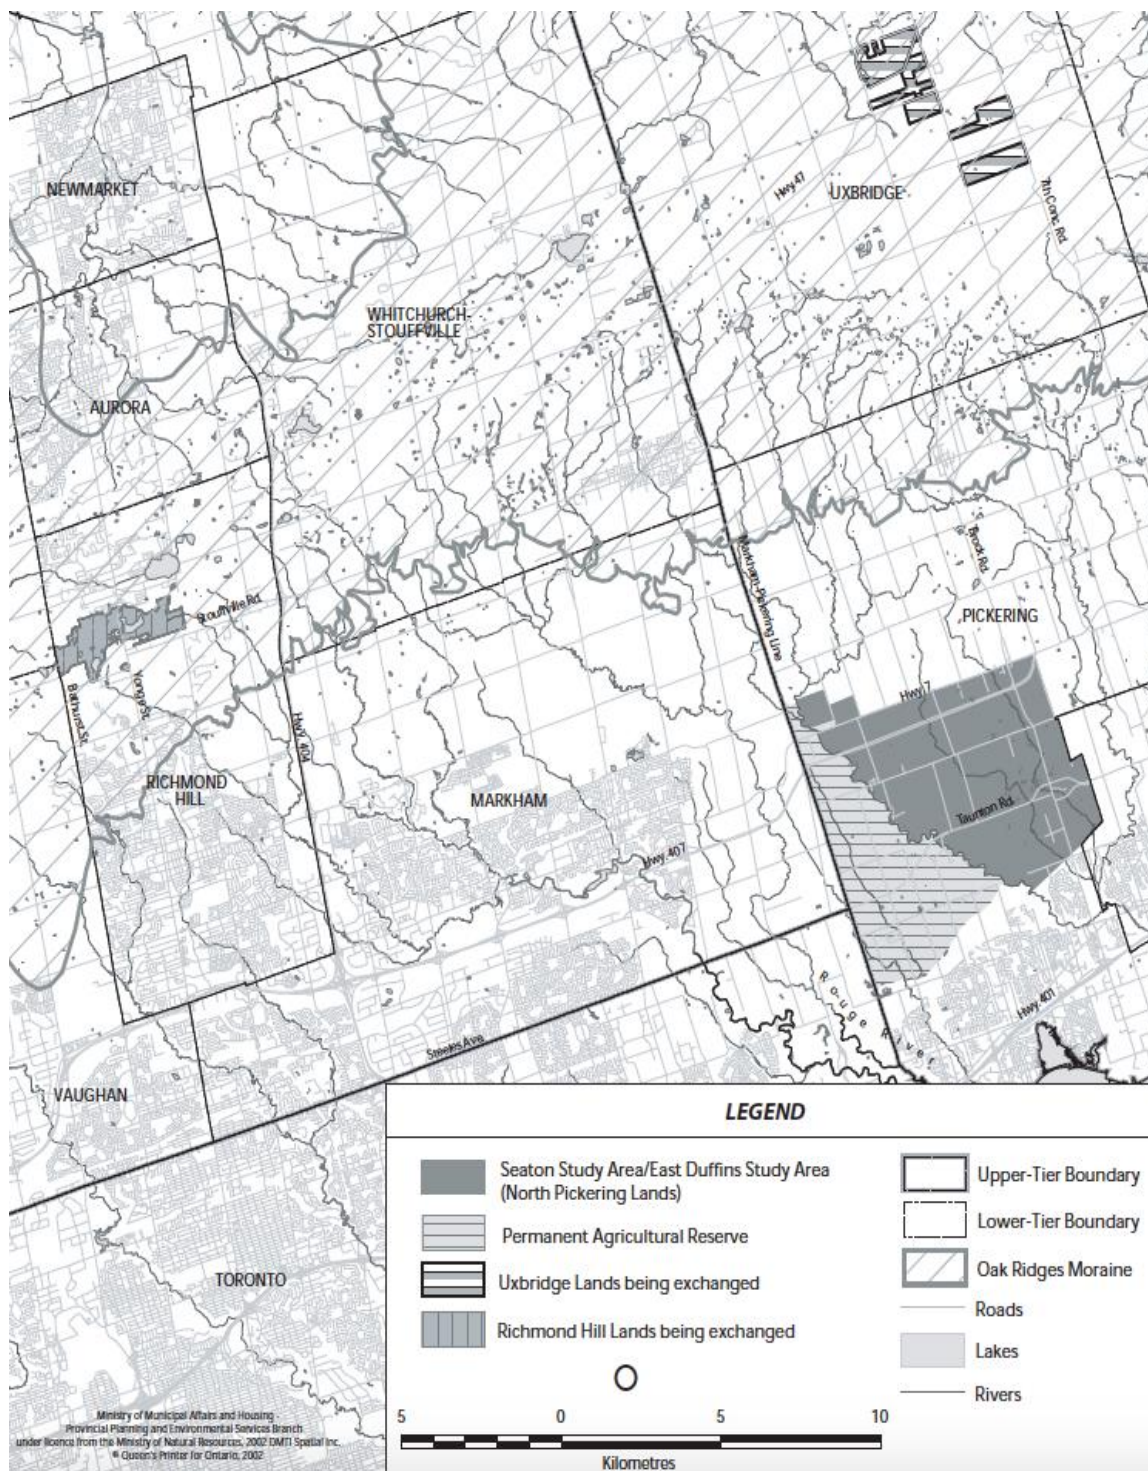 NEWMARKET
Hwy 47
UXBRIDGE
7th Conc. Rd.
WHITCHURCH-
STOUFFVILLE
AURORA
Brock Rd.
Markham-Pickering Line
Stouffville Rd.
PICKERING
Bathurst St.
Yonge St.
Hwy. 404
Hwy 7
RICHMOND
HILL
MARKHAM
Taunton Rd.
Hwy. 407
Rouge River
Hwy. 401
Steeles Ave.
VAUGHAN
TORONTO
LEGEND
Seaton Study Area/East Duffins Study Area
(North Pickering Lands)
Permanent Agricultural Reserve
Uxbridge Lands being exchanged
Richmond Hill Lands being exchanged
Upper-Tier Boundary
Lower-Tier Boundary
Oak Ridges Moraine
Roads
Lakes
Rivers
5 0 5 10
Kilometres
Ministry of Municipal Affairs and Housing
Provincial Planning and Environmental Services Branch
under licence from the Ministry of Natural Resources, 2002 DMTI Spatial Inc.
© Queen's Printer for Ontario, 2002